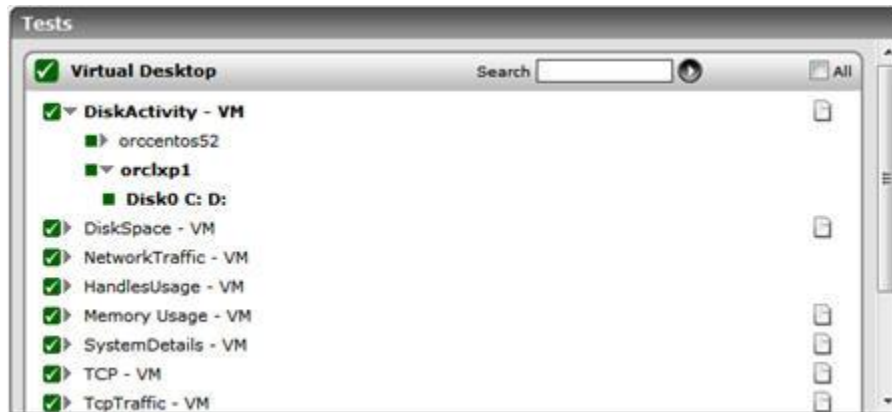 Tests
Virtual Desktop Search All
DiskActivity - VM
orccentos52
orclxp1
Disk0 C: D:
DiskSpace - VM
NetworkTraffic - VM
HandlesUsage - VM
Memory Usage - VM
SystemDetails - VM
TCP - VM
TcpTraffic - VM